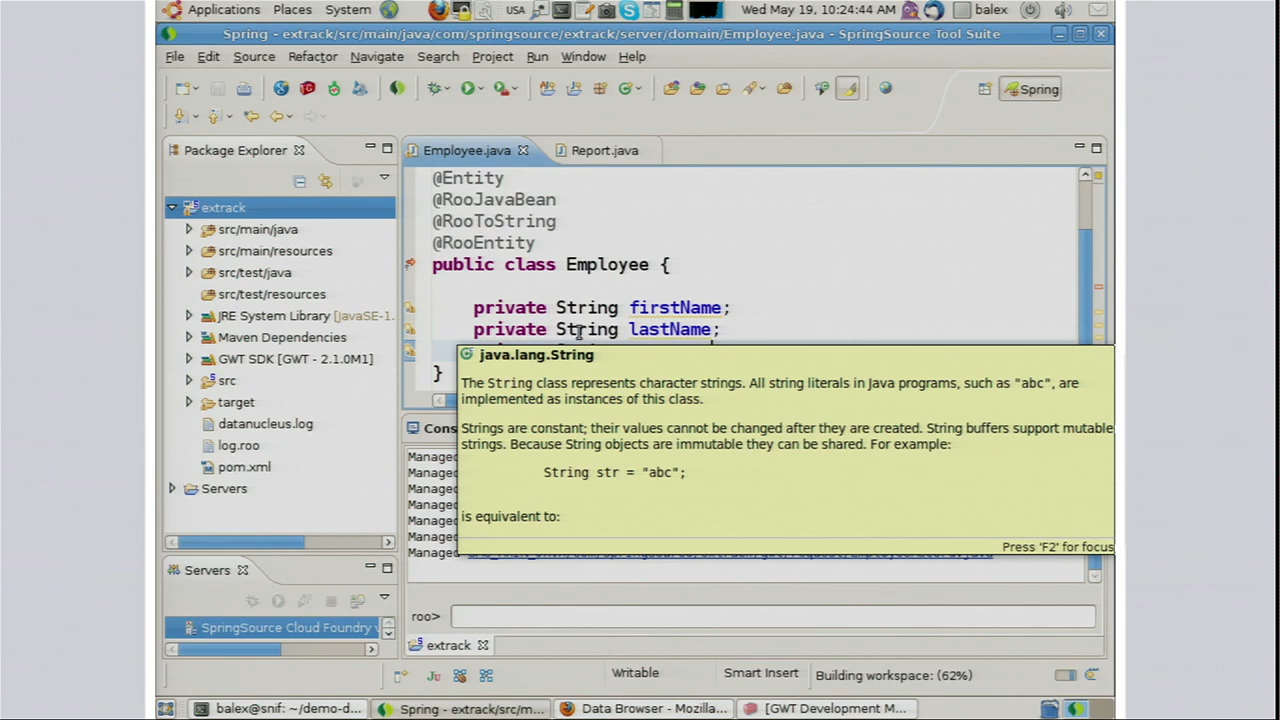 Applications Places System USA Wed May 19, 10:24:44 AM balex
Spring - extrack/src/main/java/com/springsource/extrack/server/domain/Employee.java - SpringSource Tool Suite
File Edit Source Refactor Navigate Search Project Run Window Help
Spring
Package Explorer
extrack
src/main/java
src/main/resources
src/test/java
src/test/resources
JRE System Library [JavaSE-1.
Maven Dependencies
GWT SDK [GWT - 2.1.0M1]
src
target
datanucleus.log
log.roo
pom.xml
Servers
Employee.java Report.java
@Entity
@RooJavaBean
@RooToString
@RooEntity
public class Employee {
private String firstName;
private String lastName;
}
java.lang.String
The String class represents character strings. All string literals in Java programs, such as "abc", are
implemented as instances of this class.
Strings are constant; their values cannot be changed after they are created. String buffers support mutable
strings. Because String objects are immutable they can be shared. For example:
String str = "abc";
is equivalent to:
Press 'F2' for focus
Cons
Managed
Managed
Managed
Managed
Managed
Managed
Managed
roo>
extrack
Servers
SpringSource Cloud Foundry
Ju
Writable Smart Insert Building workspace: (62%)
balex@snif: ~/demo-d... Spring - extrack/src/m... Data Browser - Mozilla... [GWT Development M...